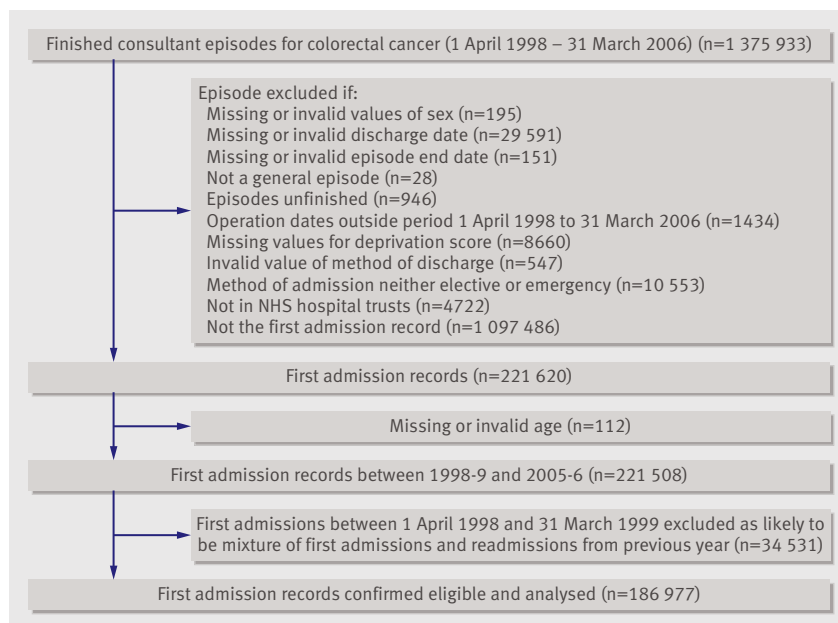 Finished consultant episodes for colorectal cancer (1 April 1998 – 31 March 2006) (n=1 375 933)
Episode excluded if:
Missing or invalid values of sex (n=195)
Missing or invalid discharge date (n=29 591)
Missing or invalid episode end date (n=151)
Not a general episode (n=28)
Episodes unfinished (n=946)
Operation dates outside period 1 April 1998 to 31 March 2006 (n=1434)
Missing values for deprivation score (n=8660)
Invalid value of method of discharge (n=547)
Method of admission neither elective or emergency (n=10 553)
Not in NHS hospital trusts (n=4722)
Not the first admission record (n=1 097 486)
First admission records (n=221 620)
Missing or invalid age (n=112)
First admission records between 1998-9 and 2005-6 (n=221 508)
First admissions between 1 April 1998 and 31 March 1999 excluded as likely to
be mixture of first admissions and readmissions from previous year (n=34 531)
First admission records confirmed eligible and analysed (n=186 977)